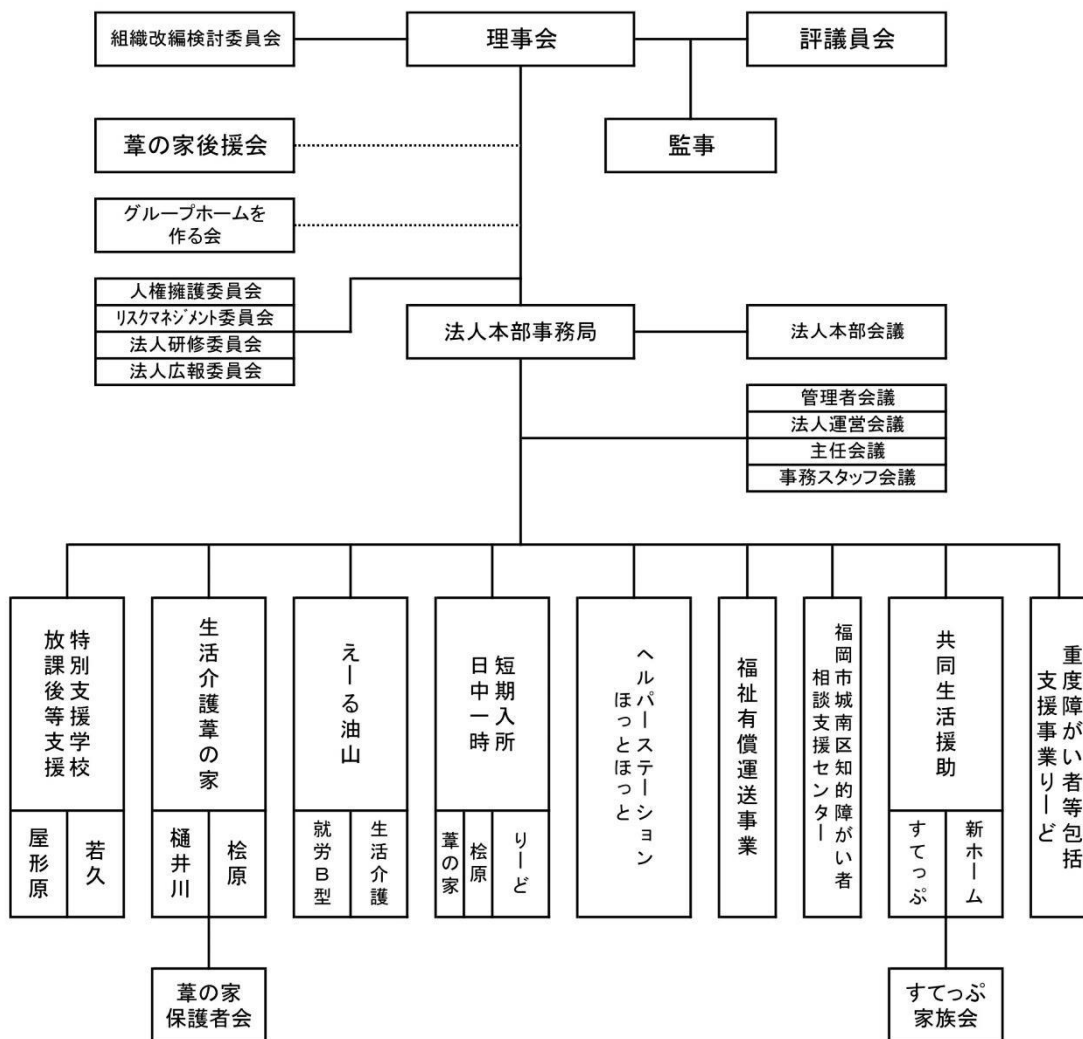 組織改編検討委員会
理事会
評議員会
葦の家後援会
監事
グループホームを
作る会
人権擁護委員会
リスクマネジメント委員会
法人研修委員会
法人広報委員会
法人本部事務局
法人本部会議
管理者会議
法人運営会議
主任会議
事務スタッフ会議
特別支援学校
放課後等支援
屋形原
若久
生活介護葦の家
樋井川
桧原
葦の家
保護者会
えーる油山
就労B型
生活介護
短期入所
日中一時
葦の家
桧原
りーど
ヘルパーステーション
ほっとほっと
福祉有償運送事業
福岡市城南区知的障がい者
相談支援センター
共同生活援助
すてっぷ
新ホーム
すてっぷ
家族会
重度障がい者等包括
支援事業りーど